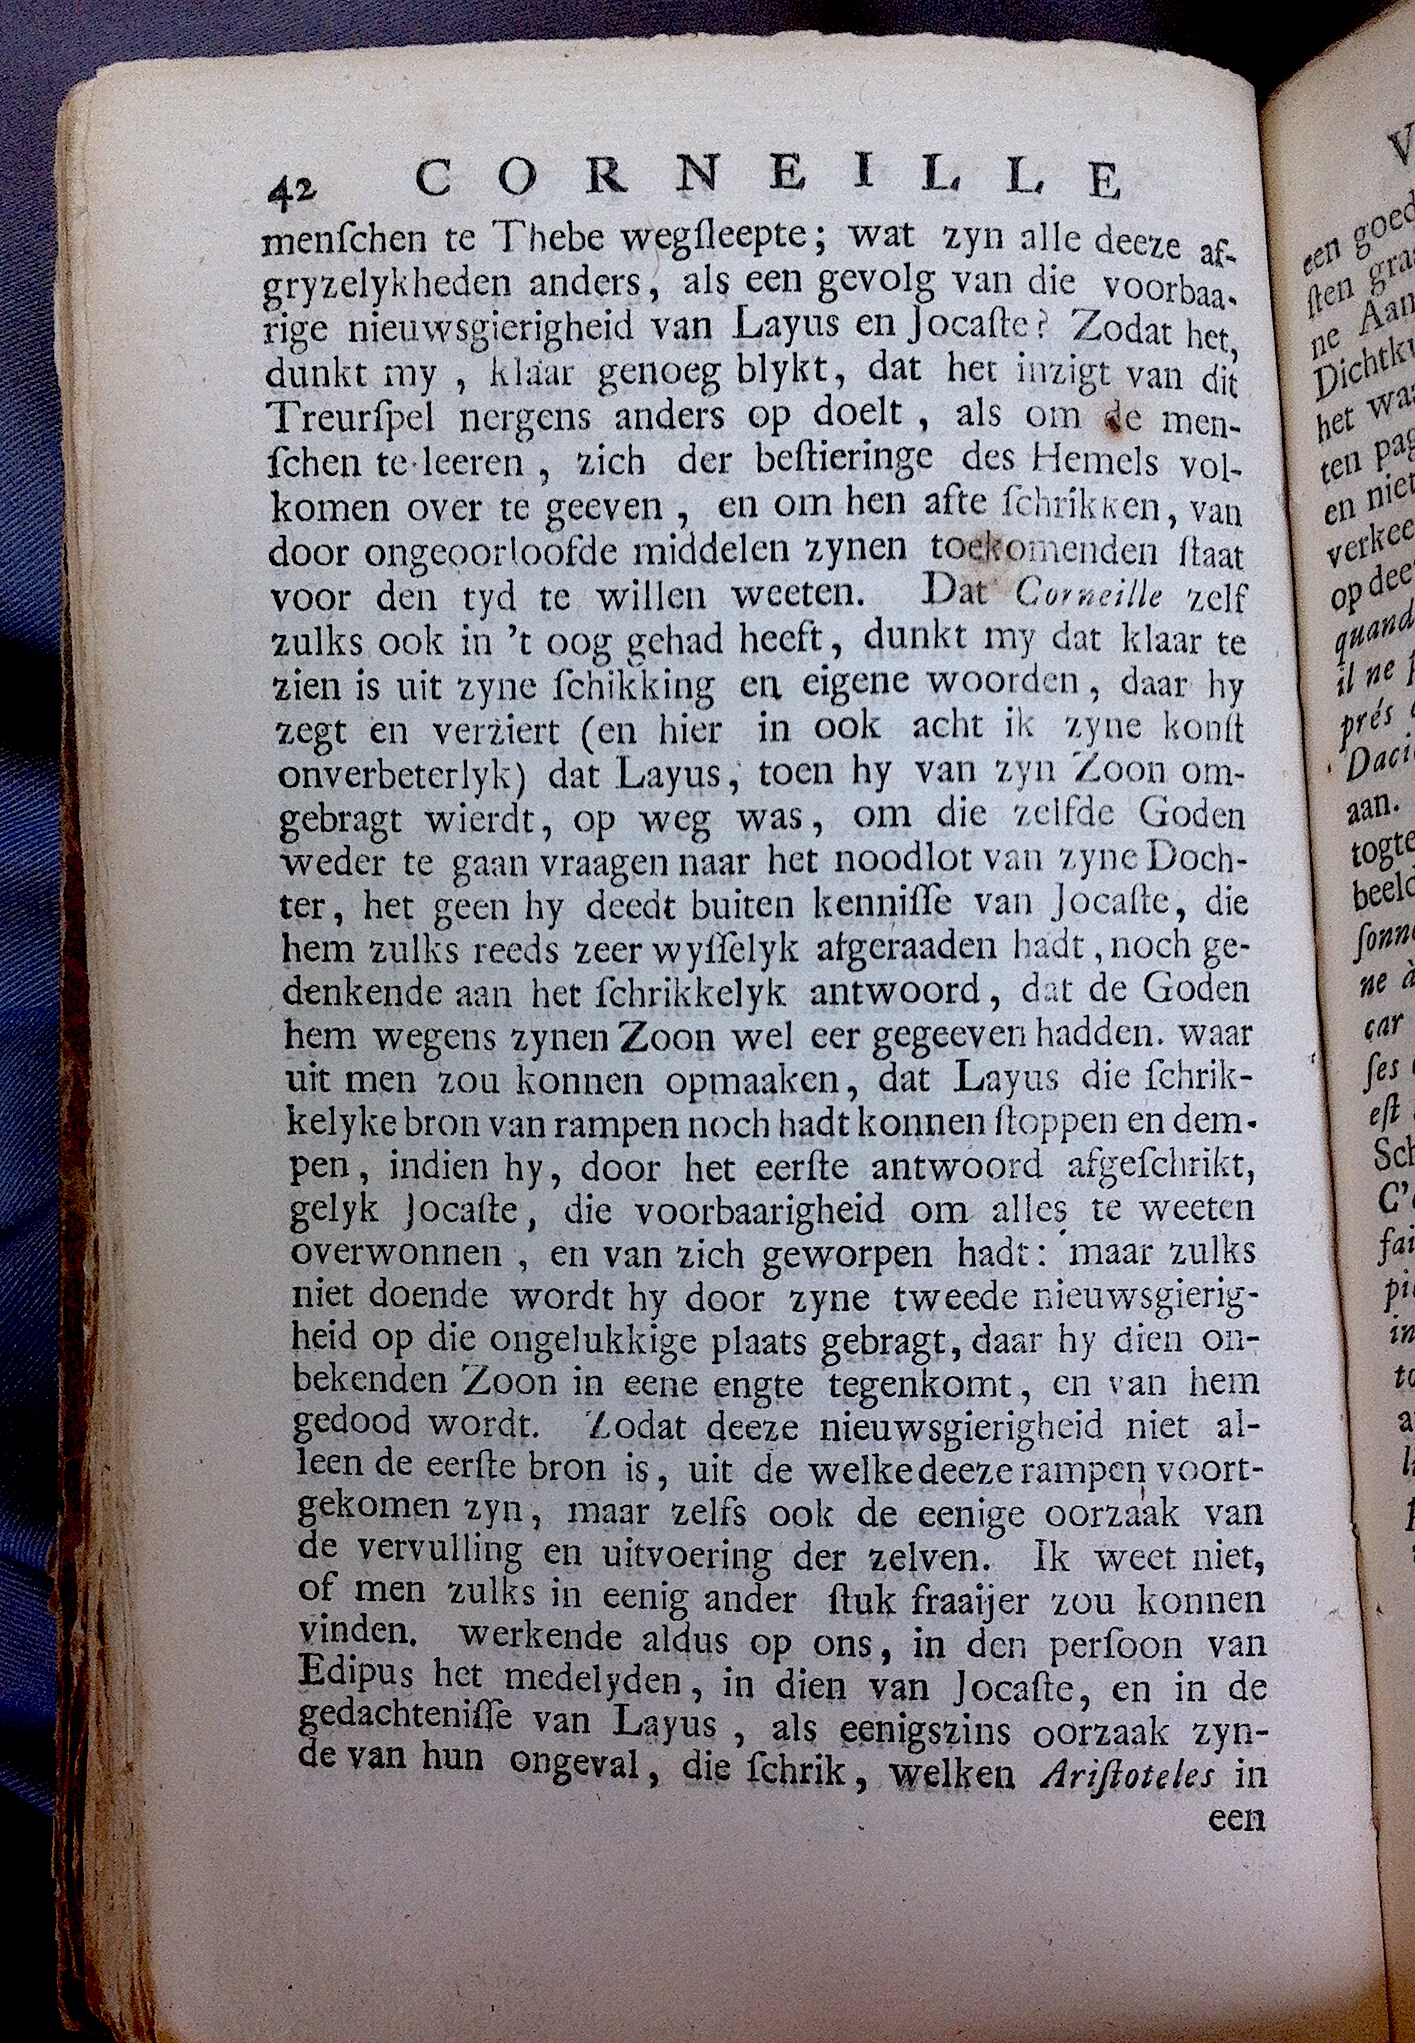 42 CORNEILLE
menſchen te Thebe wegſleepte; wat zyn alle deeze af-
gryzelykheden anders, als een gevolg van die voorbaa-
rige nieuwsgierigheid van Layus en Jocaſte? Zodat het,
dunkt my, klaar genoeg blykt, dat het inzigt van dit
Treurſpel nergens anders op doelt, als om de men-
ſchen te leeren, zich der beſtieringe des Hemels vol-
komen over te geeven, en om hen afte ſchrikken, van
door ongeoorloofde middelen zynen toekomenden ſtaat
voor den tyd te willen weeten. Dat Corneille zelf
zulks ook in 't oog gehad heeft, dunkt my dat klaar te
zien is uit zyne ſchikking en eigene woorden, daar hy
zegt en verziert (en hier in ook acht ik zyne konſt
onverbeterlyk) dat Layus, toen hy van zyn Zoon om-
gebragt wierdt, op weg was, om die zelfde Goden
weder te gaan vraagen naar het noodlot van zyne Doch-
ter, het geen hy deedt buiten kenniſſe van Jocaſte, die
hem zulks reeds zeer wyſſelyk afgeraaden hadt, noch ge-
denkende aan het ſchrikkelyk antwoord, dat de Goden
hem wegens zynen Zoon wel eer gegeeven hadden. waar
uit men zou konnen opmaaken, dat Layus die ſchrik-
kelyke bron van rampen noch hadt konnen ſtoppen en dem-
pen, indien hy, door het eerſte antwoord afgeſchrikt,
gelyk Jocaſte, die voorbaarigheid om alles te weeten
overwonnen, en van zich geworpen hadt: maar zulks
niet doende wordt hy door zyne tweede nieuwsgierig-
heid op die ongelukkige plaats gebragt, daar hy dien on-
bekenden Zoon in eene engte tegenkomt, en van hem
gedood wordt. Zodat deeze nieuwsgierigheid niet al-
leen de eerſte bron is, uit de welke deeze rampen voort-
gekomen zyn, maar zelfs ook de eenige oorzaak van
de vervulling en uitvoering der zelven. Ik weet niet,
of men zulks in eenig ander ſtuk fraaijer zou konnen
vinden. werkende aldus op ons, in den perſoon van
Edipus het medelyden, in dien van Jocaſte, en in de
gedachteniſſe van Layus, als eenigszins oorzaak zyn-
de van hun ongeval, die ſchrik, welken Ariſtoteles in
een
een
ſten
ne
het
ten
en niet
op
il ne
prés
aan.
ne à
car
ſes
eſt